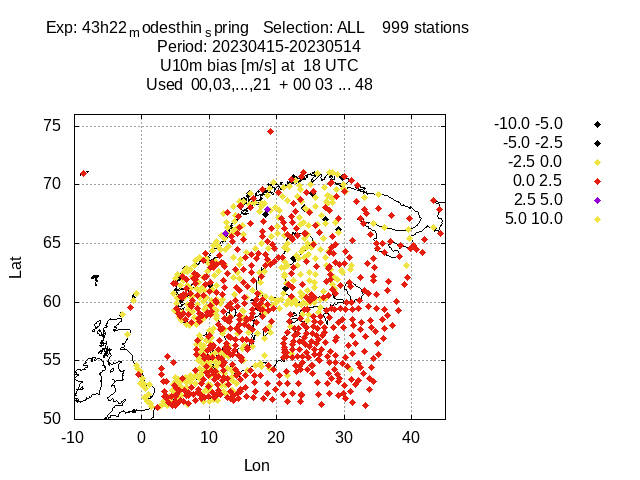 Exp: 43h22modesthinspring Selection: ALL 999 stations
Period: 20230415-20230514
U10m bias [m/s] at 18 UTC
Used 00,03,...,21 + 00 03 ... 48
-10.0 -5.0
-5.0 -2.5
-2.5 0.0
0.0 2.5
2.5 5.0
5.0 10.0
75
70
65
60
55
50
Lat
-10 0 10 20 30 40
Lon